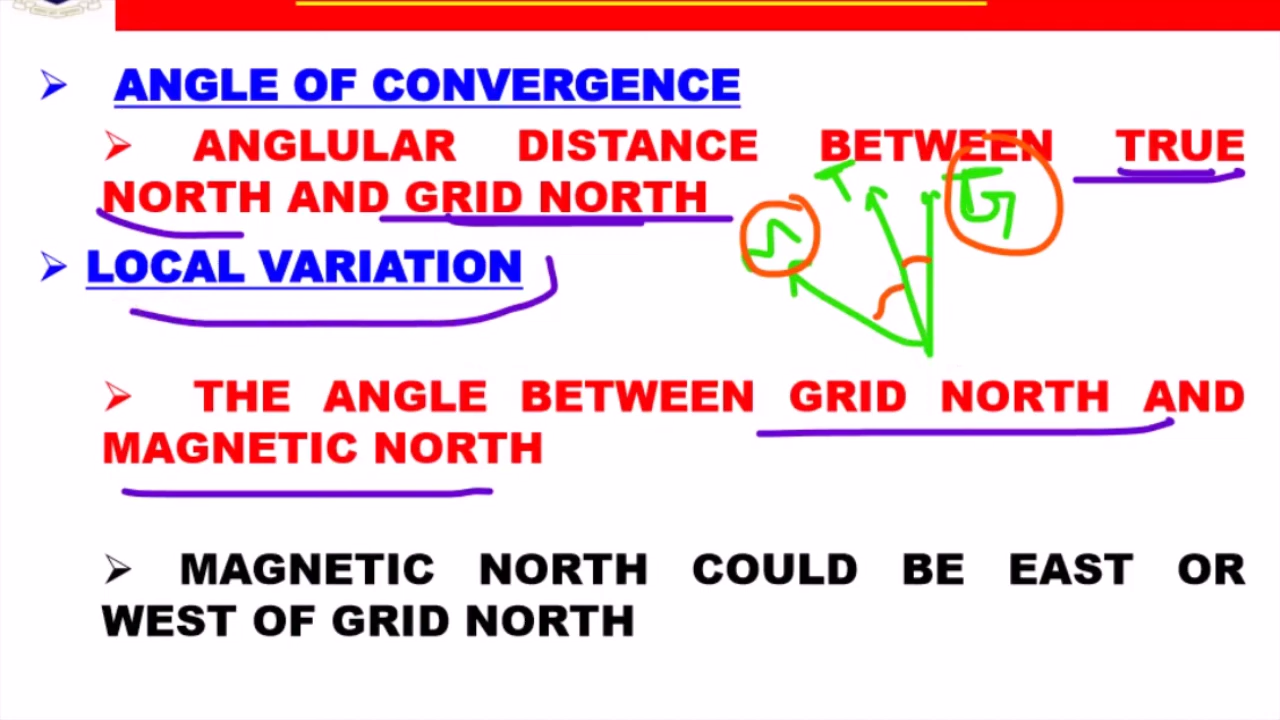 ANGLE OF CONVERGENCE
ANGLULAR DISTANCE BETWEEN TRUE
NORTH AND GRID NORTH
T
G
M
LOCAL VARIATION
THE ANGLE BETWEEN GRID NORTH AND
MAGNETIC NORTH
MAGNETIC NORTH COULD BE EAST OR
WEST OF GRID NORTH